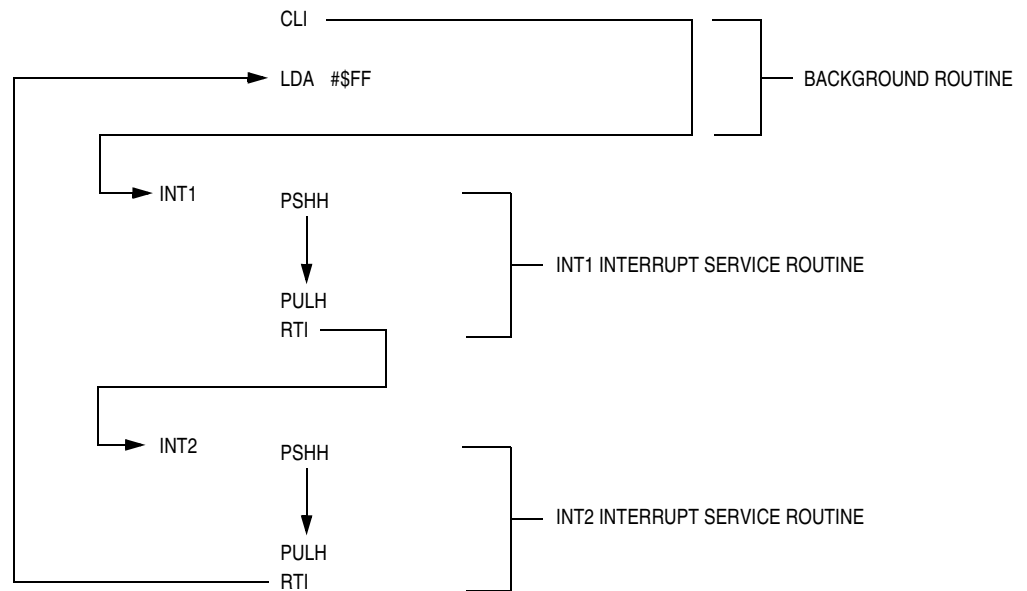 CLI
LDA #$FF
BACKGROUND ROUTINE
INT1
PSHH
INT1 INTERRUPT SERVICE ROUTINE
PULH
RTI
INT2
PSHH
INT2 INTERRUPT SERVICE ROUTINE
PULH
RTI